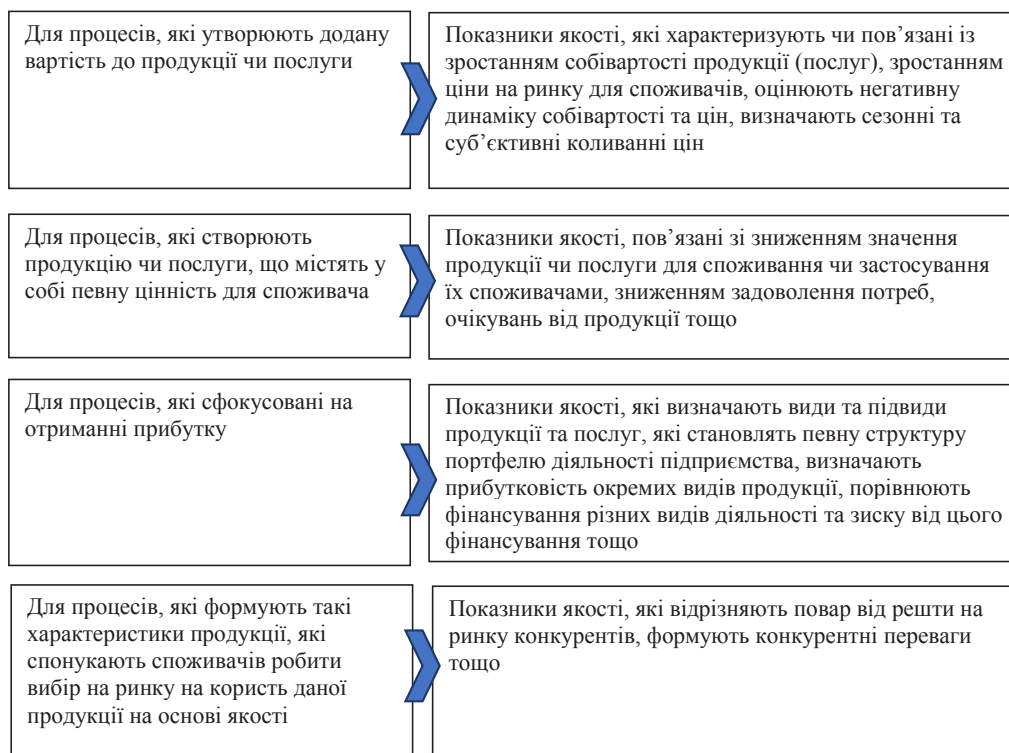 Для процесів, які утворюють додану
вартість до продукції чи послуги
Показники якості, які характеризують чи пов’язані із
зростанням собівартості продукції (послуг), зростанням
ціни на ринку для споживачів, оцінюють негативну
динаміку собівартості та цін, визначають сезонні та
суб’єктивні коливанні цін
Для процесів, які створюють
продукцію чи послуги, що містять у
собі певну цінність для споживача
Показники якості, пов’язані зі зниженням значення
продукції чи послуги для споживання чи застосування
їх споживачами, зниженням задоволення потреб,
очікувань від продукції тощо
Для процесів, які сфокусовані на
отриманні прибутку
Показники якості, які визначають види та підвиди
продукції та послуг, які становлять певну структуру
портфелю діяльності підприємства, визначають
прибутковість окремих видів продукції, порівнюють
фінансування різних видів діяльності та зиску від цього
фінансування тощо
Для процесів, які формують такі
характеристики продукції, які
спонукають споживачів робити
вибір на ринку на користь даної
продукції на основі якості
Показники якості, які відрізняють повар від решти на
ринку конкурентів, формують конкурентні переваги
тощо